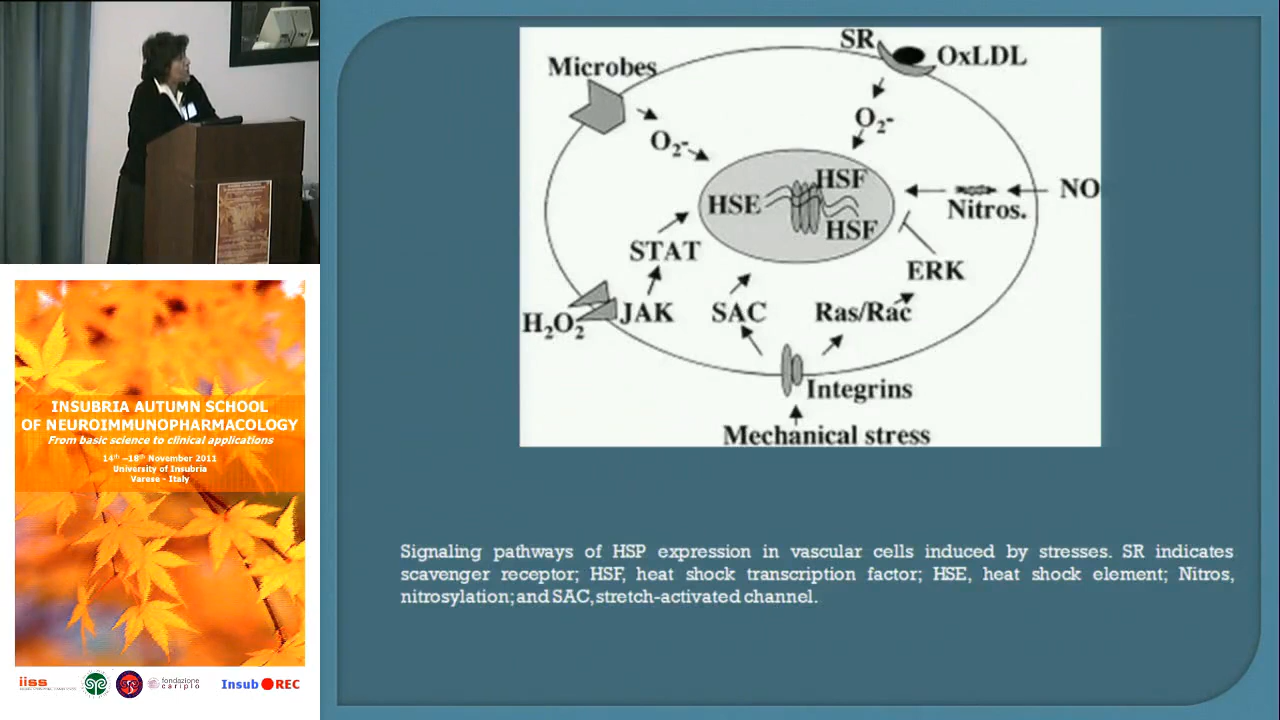 Microbes
SR
OxLDL
O2-
O2-
HSF
HSE
HSF
NO
Nitros.
STAT
ERK
H2O2
JAK
SAC
Ras/Rac
Integrins
Mechanical stress
Signaling pathways of HSP expression in vascular cells induced by stresses. SR indicates
scavenger receptor; HSF, heat shock transcription factor; HSE, heat shock element; Nitros,
nitrosylation; and SAC, stretch-activated channel.
INSUBRIA AUTUMN SCHOOL
OF NEUROIMMUNOPHARMACOLOGY
From basic science to clinical applications
14th –18th November 2011
University of Insubria
Varese - Italy
iiss
fondazione
cariplo
Insub REC